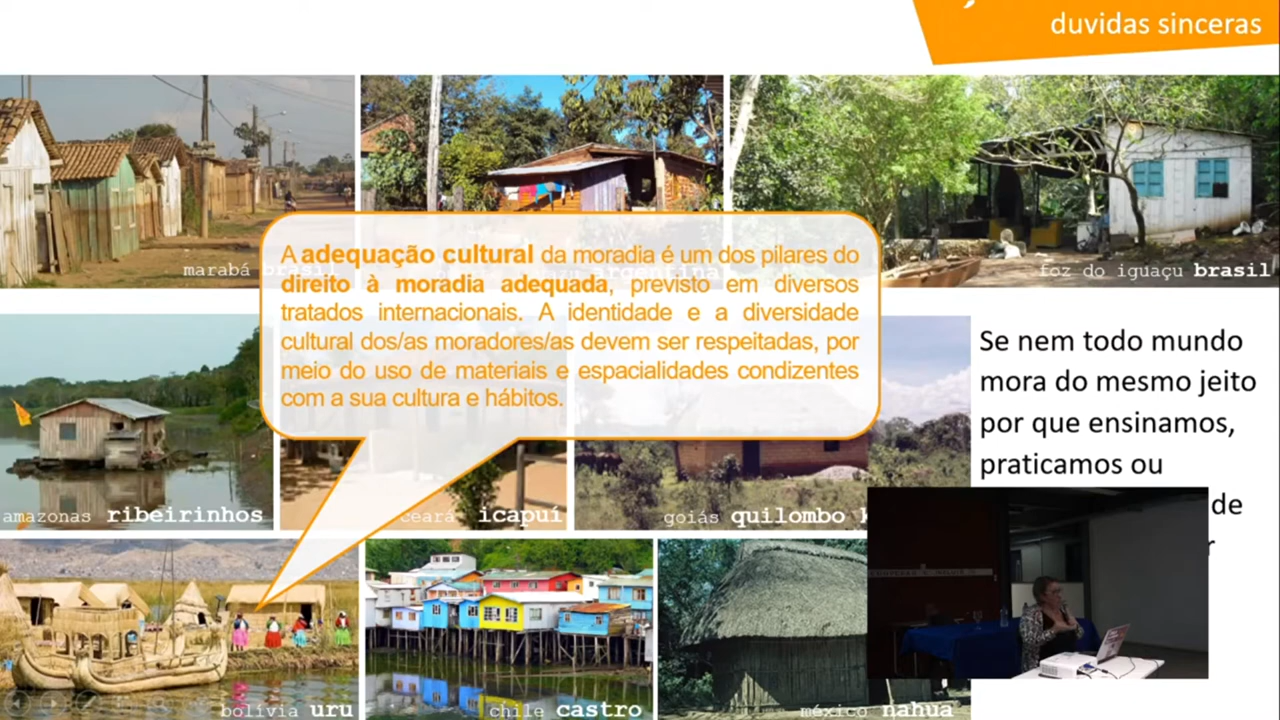 duvidas sinceras
marabá brasil
argentina
foz do iguaçu brasil
A adequação cultural da moradia é um dos pilares do
direito à moradia adequada, previsto em diversos
tratados internacionais. A identidade e a diversidade
cultural dos/as moradores/as devem ser respeitadas, por
meio do uso de materiais e espacialidades condizentes
com a sua cultura e hábitos.
Se nem todo mundo
mora do mesmo jeito
por que ensinamos,
praticamos ou
de
amazonas ribeirinhos
ceará icapuí
goiás quilombo
bolívia uru
chile castro
méxico nahua